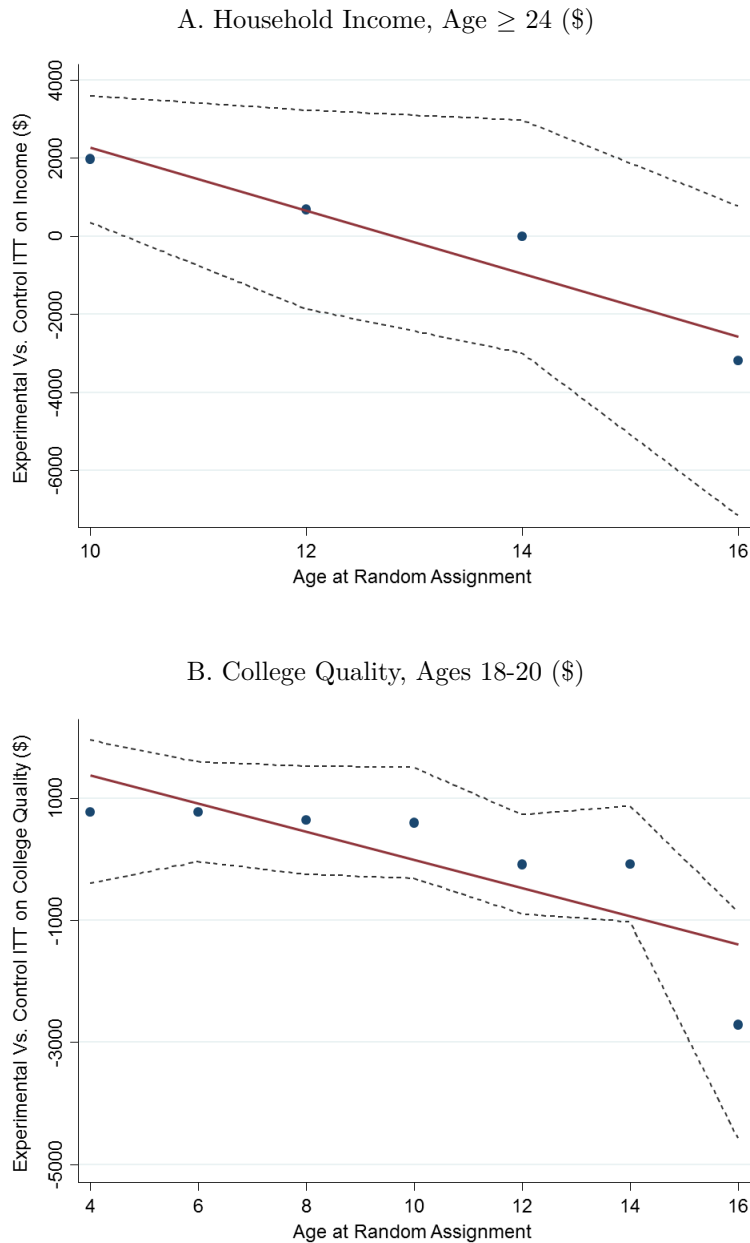 A. Household Income, Age ≥ 24 ($)
Experimental Vs. Control ITT on Income ($)
4000
2000
0
-2000
-4000
-6000
10 12 14 16
Age at Random Assignment
B. College Quality, Ages 18-20 ($)
Experimental Vs. Control ITT on College Quality ($)
1000
-1000
-3000
-5000
4 6 8 10 12 14 16
Age at Random Assignment